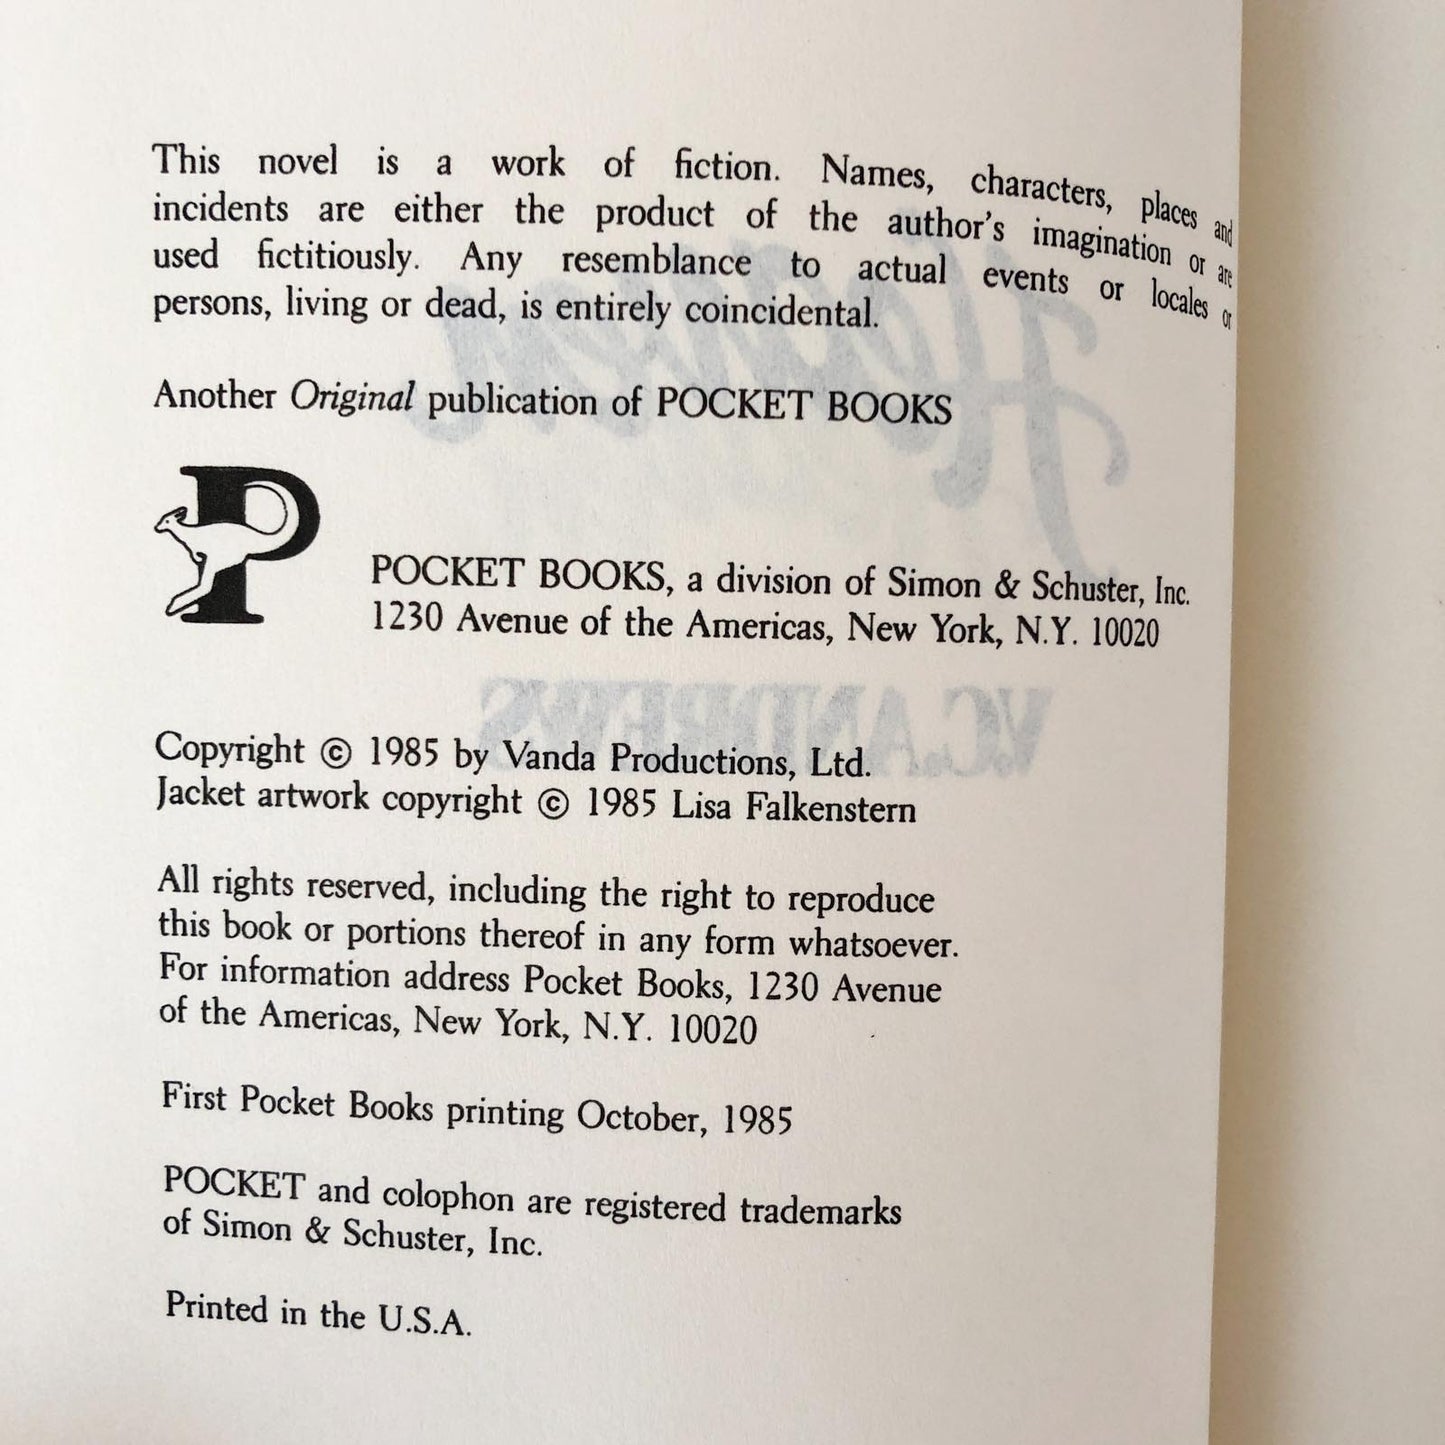 This novel is a work of fiction. Names, characters, places and
incidents are either the product of the author's imagination or are
used fictitiously. Any resemblance to actual events or locales or
persons, living or dead, is entirely coincidental.
Another Original publication of POCKET BOOKS
P
POCKET BOOKS, a division of Simon & Schuster, Inc.
1230 Avenue of the Americas, New York, N.Y. 10020
Copyright © 1985 by Vanda Productions, Ltd.
Jacket artwork copyright © 1985 Lisa Falkenstern
All rights reserved, including the right to reproduce
this book or portions thereof in any form whatsoever.
For information address Pocket Books, 1230 Avenue
of the Americas, New York, N.Y. 10020
First Pocket Books printing October, 1985
POCKET and colophon are registered trademarks
of Simon & Schuster, Inc.
Printed in the U.S.A.
Heaven
V.C. ANDREWS